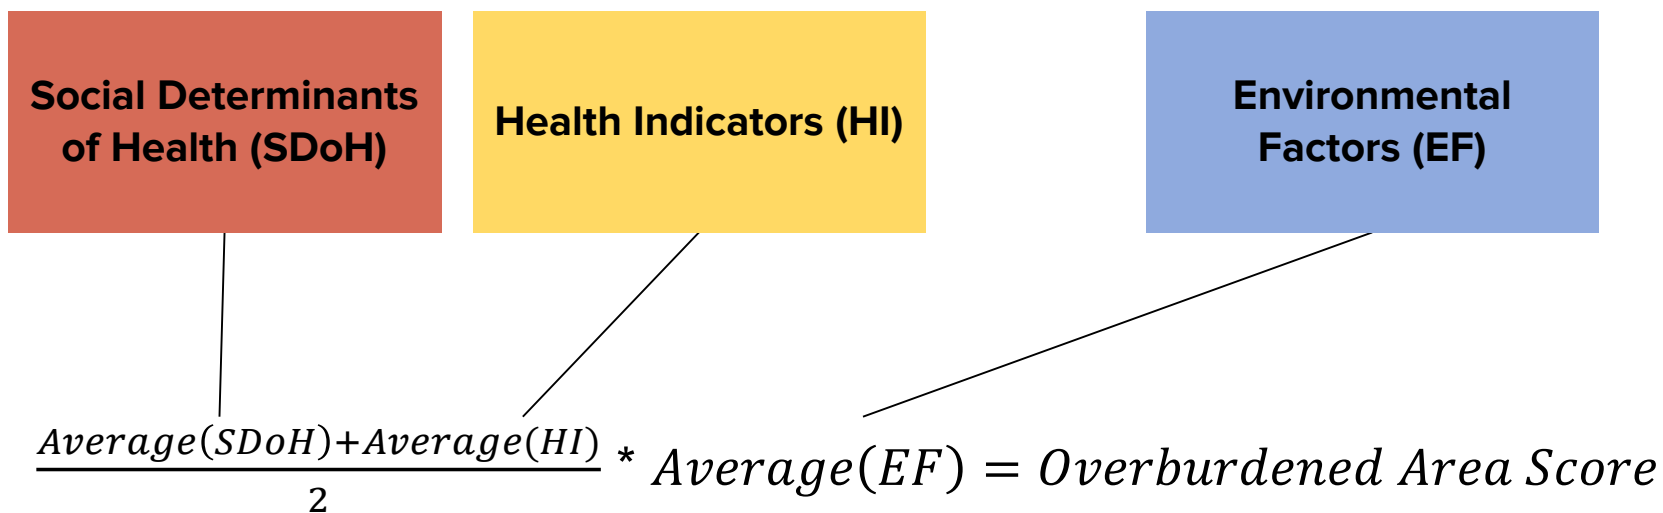 Social Determinants
of Health (SDoH)
Health Indicators (HI)
Environmental
Factors (EF)
Average(SDoH)+Average(HI)
2
* Average(EF) = Overburdened Area Score